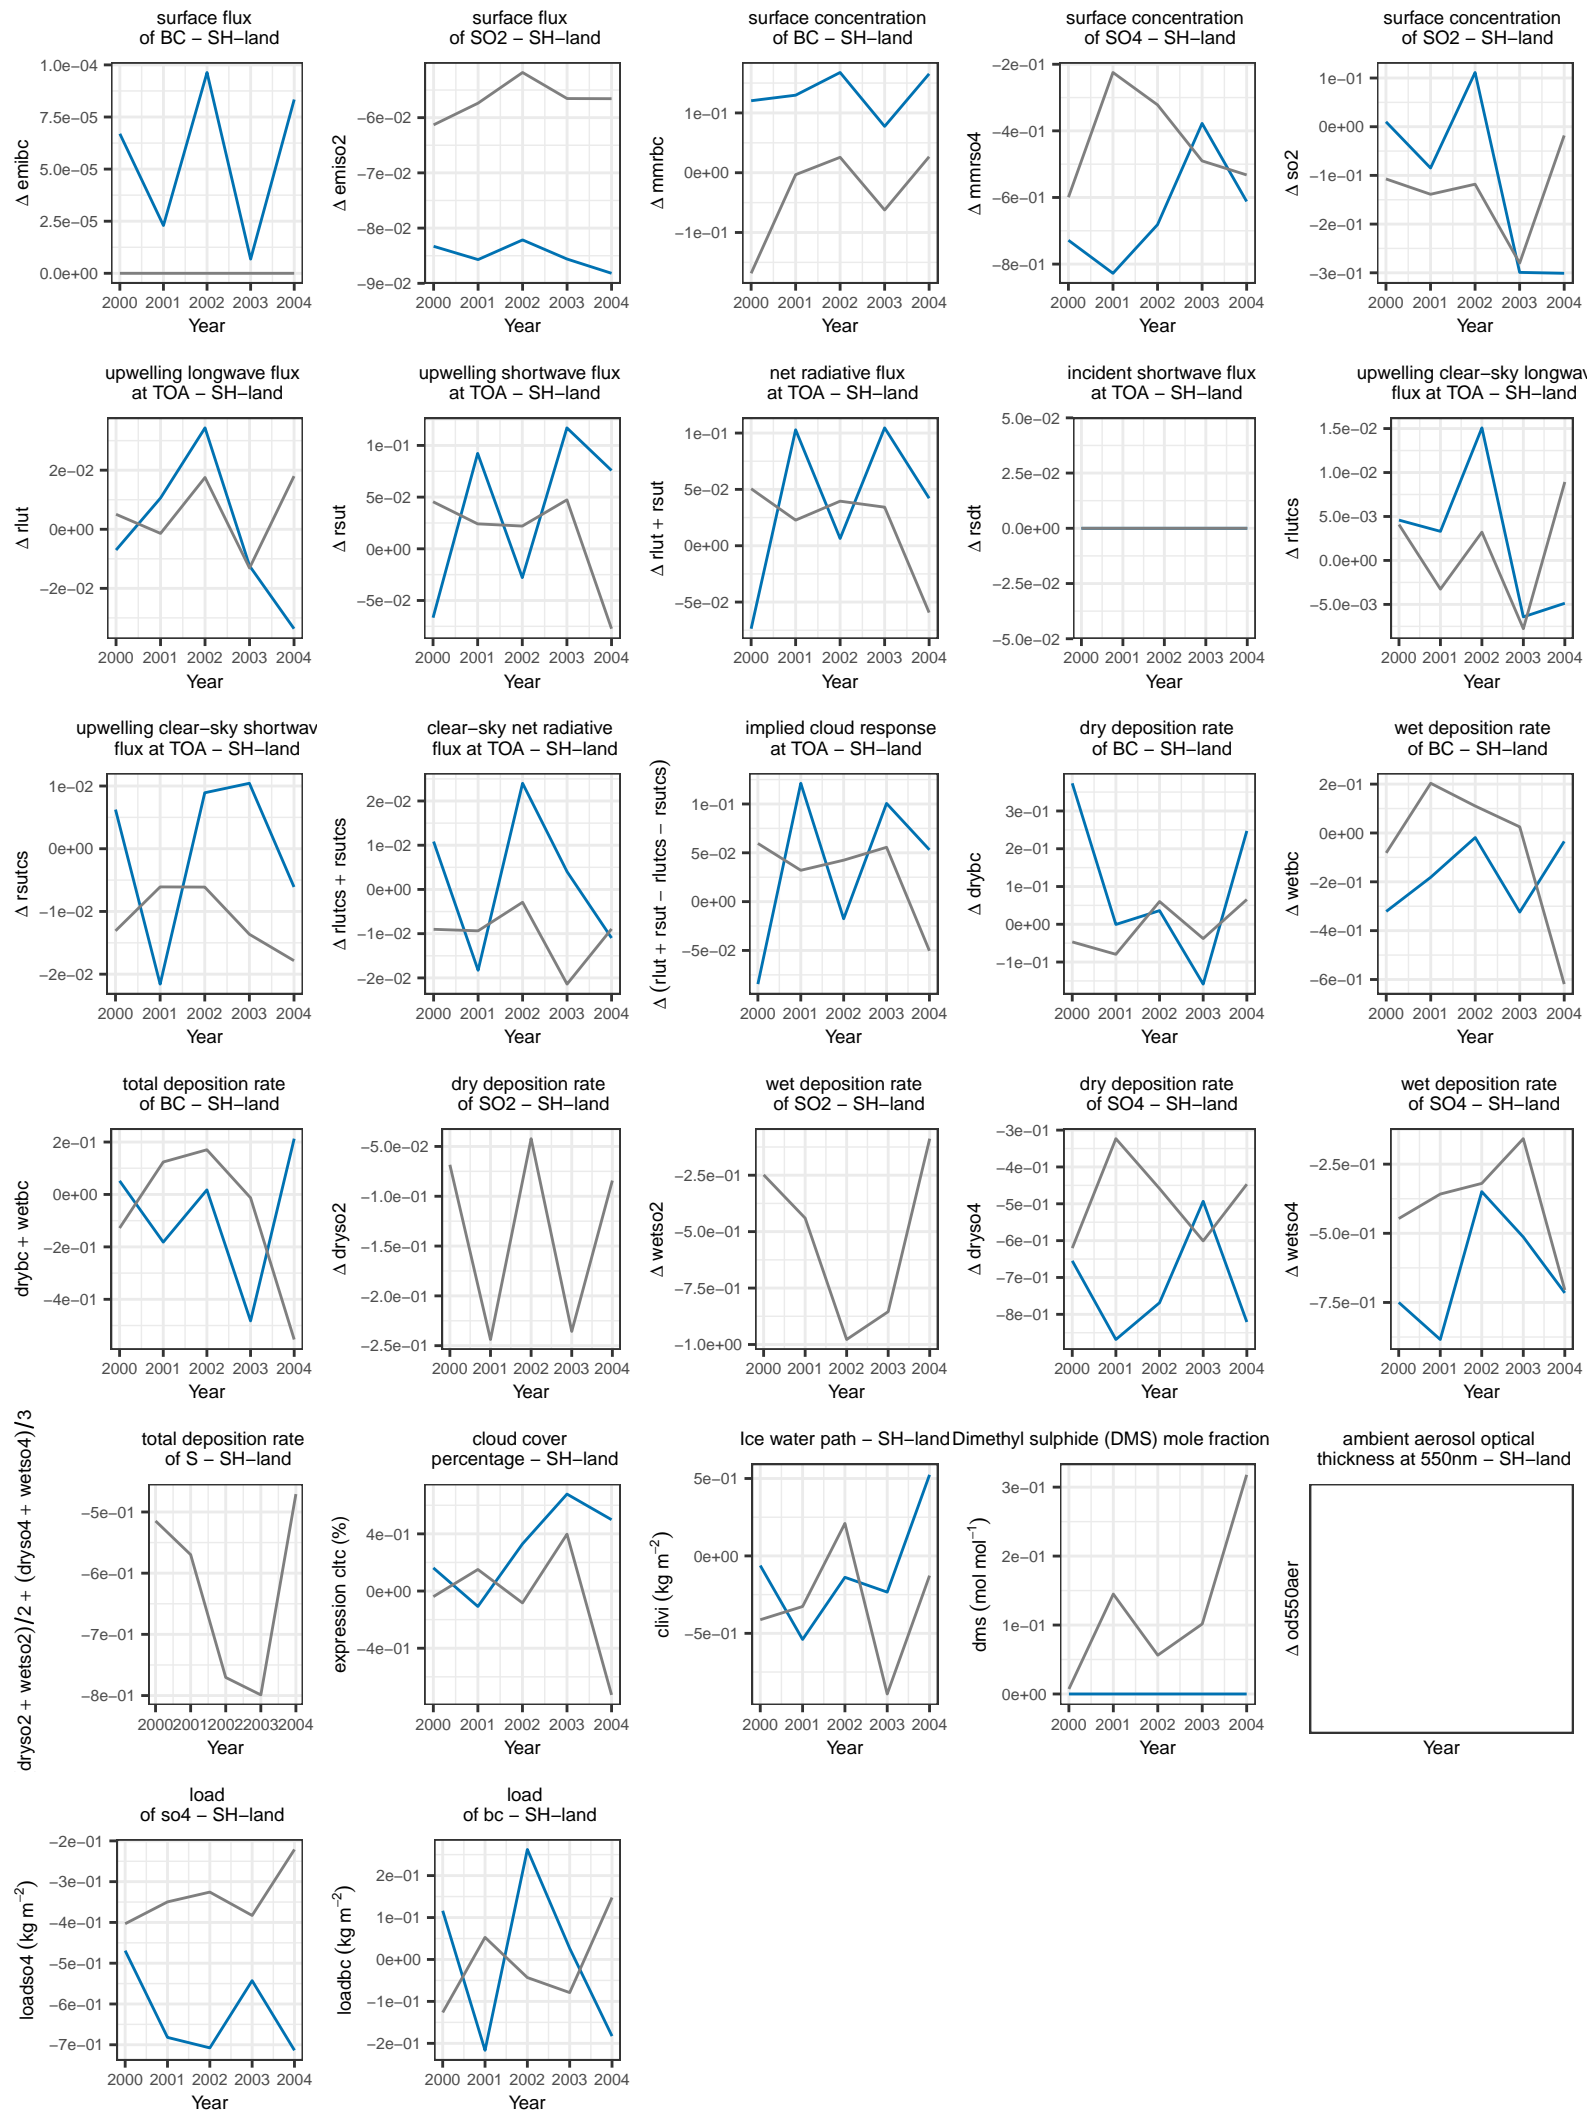 surface flux
of BC − SH−land
Δ emibc
1.0e−04
7.5e−05
5.0e−05
2.5e−05
0.0e+00
2000 2001 2002 2003 2004
Year
surface flux
of SO2 − SH−land
Δ emiso2
−6e−02
−7e−02
−8e−02
−9e−02
2000 2001 2002 2003 2004
Year
surface concentration
of BC − SH−land
Δ mmrbc
1e−01
0e+00
−1e−01
2000 2001 2002 2003 2004
Year
surface concentration
of SO4 − SH−land
Δ mmrso4
−2e−01
−4e−01
−6e−01
−8e−01
2000 2001 2002 2003 2004
Year
surface concentration
of SO2 − SH−land
Δ so2
1e−01
0e+00
−1e−01
−2e−01
−3e−01
2000 2001 2002 2003 2004
Year
upwelling longwave flux
at TOA − SH−land
Δ rlut
2e−02
0e+00
−2e−02
2000 2001 2002 2003 2004
Year
upwelling shortwave flux
at TOA − SH−land
Δ rsut
1e−01
5e−02
0e+00
−5e−02
2000 2001 2002 2003 2004
Year
net radiative flux
at TOA − SH−land
Δ rlut + rsut
1e−01
5e−02
0e+00
−5e−02
2000 2001 2002 2003 2004
Year
incident shortwave flux
at TOA − SH−land
Δ rsdt
5.0e−02
2.5e−02
0.0e+00
−2.5e−02
−5.0e−02
2000 2001 2002 2003 2004
Year
upwelling clear−sky longwav
flux at TOA − SH−land
Δ rlutcs
1.5e−02
1.0e−02
5.0e−03
0.0e+00
−5.0e−03
2000 2001 2002 2003 2004
Year
upwelling clear−sky shortwav
flux at TOA − SH−land
Δ rsutcs
1e−02
0e+00
−1e−02
−2e−02
2000 2001 2002 2003 2004
Year
clear−sky net radiative
flux at TOA − SH−land
Δ rlutcs + rsutcs
2e−02
1e−02
0e+00
−1e−02
−2e−02
2000 2001 2002 2003 2004
Year
implied cloud response
at TOA − SH−land
Δ (rlut + rsut − rlutcs − rsutcs)
1e−01
5e−02
0e+00
−5e−02
2000 2001 2002 2003 2004
Year
dry deposition rate
of BC − SH−land
Δ drybc
3e−01
2e−01
1e−01
0e+00
−1e−01
2000 2001 2002 2003 2004
Year
wet deposition rate
of BC − SH−land
Δ wetbc
2e−01
0e+00
−2e−01
−4e−01
−6e−01
2000 2001 2002 2003 2004
Year
total deposition rate
of BC − SH−land
drybc + wetbc
2e−01
0e+00
−2e−01
−4e−01
2000 2001 2002 2003 2004
Year
dry deposition rate
of SO2 − SH−land
Δ dryso2
−5.0e−02
−1.0e−01
−1.5e−01
−2.0e−01
−2.5e−01
2000 2001 2002 2003 2004
Year
wet deposition rate
of SO2 − SH−land
Δ wetso2
−2.5e−01
−5.0e−01
−7.5e−01
−1.0e+00
2000 2001 2002 2003 2004
Year
dry deposition rate
of SO4 − SH−land
Δ dryso4
−3e−01
−4e−01
−5e−01
−6e−01
−7e−01
−8e−01
2000 2001 2002 2003 2004
Year
wet deposition rate
of SO4 − SH−land
Δ wetso4
−2.5e−01
−5.0e−01
−7.5e−01
2000 2001 2002 2003 2004
Year
total deposition rate
of S − SH−land
dryso2 + wetso2)/2 + (dryso4 + wetso4)/3
−5e−01
−6e−01
−7e−01
−8e−01
2000 2001 2002 2003 2004
Year
cloud cover
percentage − SH−land
expression cltc (%)
4e−01
0e+00
−4e−01
2000 2001 2002 2003 2004
Year
Ice water path − SH−land
clivi (kg m⁻²)
5e−01
0e+00
−5e−01
2000 2001 2002 2003 2004
Year
Dimethyl sulphide (DMS) mole fraction
dms (mol mol⁻¹)
3e−01
2e−01
1e−01
0e+00
2000 2001 2002 2003 2004
Year
ambient aerosol optical
thickness at 550nm − SH−land
Δ od550aer
Year
load
of so4 − SH−land
loadso4 (kg m⁻²)
−2e−01
−3e−01
−4e−01
−5e−01
−6e−01
−7e−01
2000 2001 2002 2003 2004
Year
load
of bc − SH−land
loadbc (kg m⁻²)
2e−01
1e−01
0e+00
−1e−01
−2e−01
2000 2001 2002 2003 2004
Year